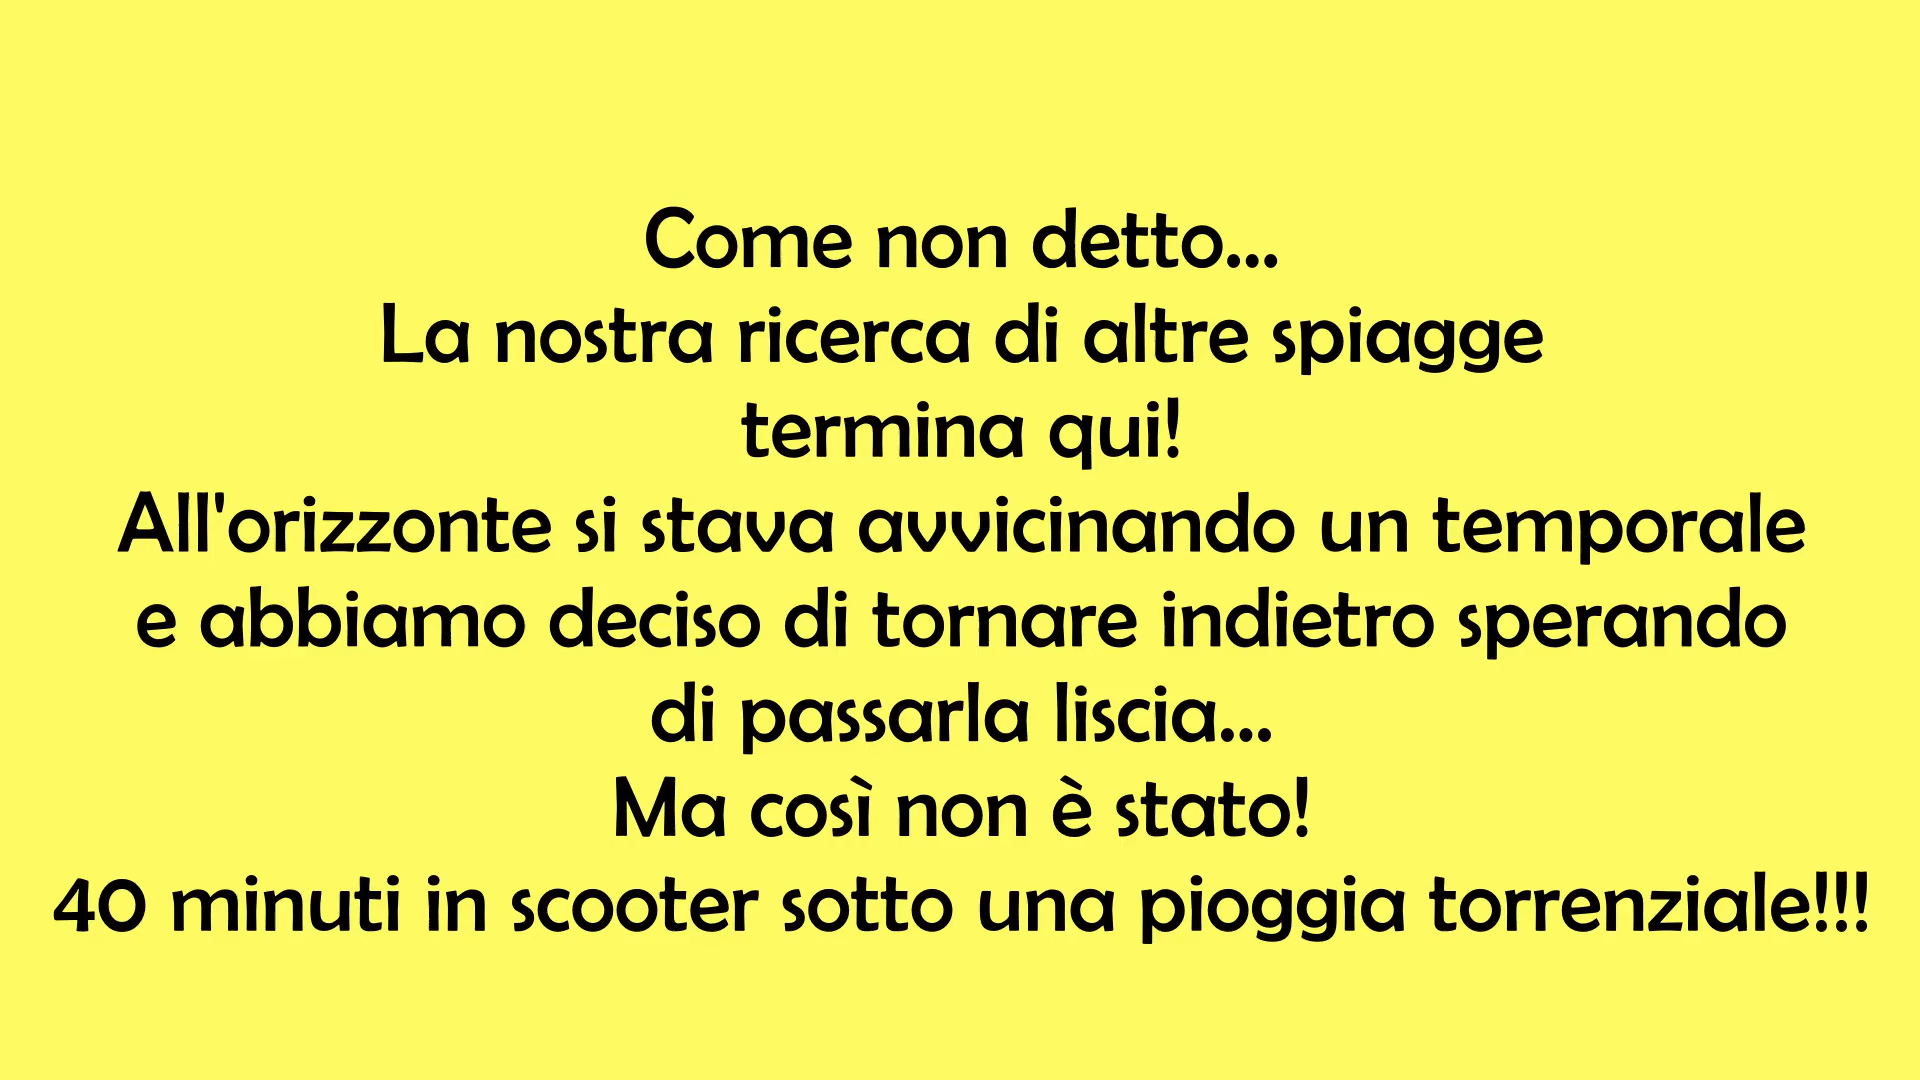 Come non detto...
La nostra ricerca di altre spiagge
termina qui!
All'orizzonte si stava avvicinando un temporale
e abbiamo deciso di tornare indietro sperando
di passarla liscia...
Ma così non è stato!
40 minuti in scooter sotto una pioggia torrenziale!!!